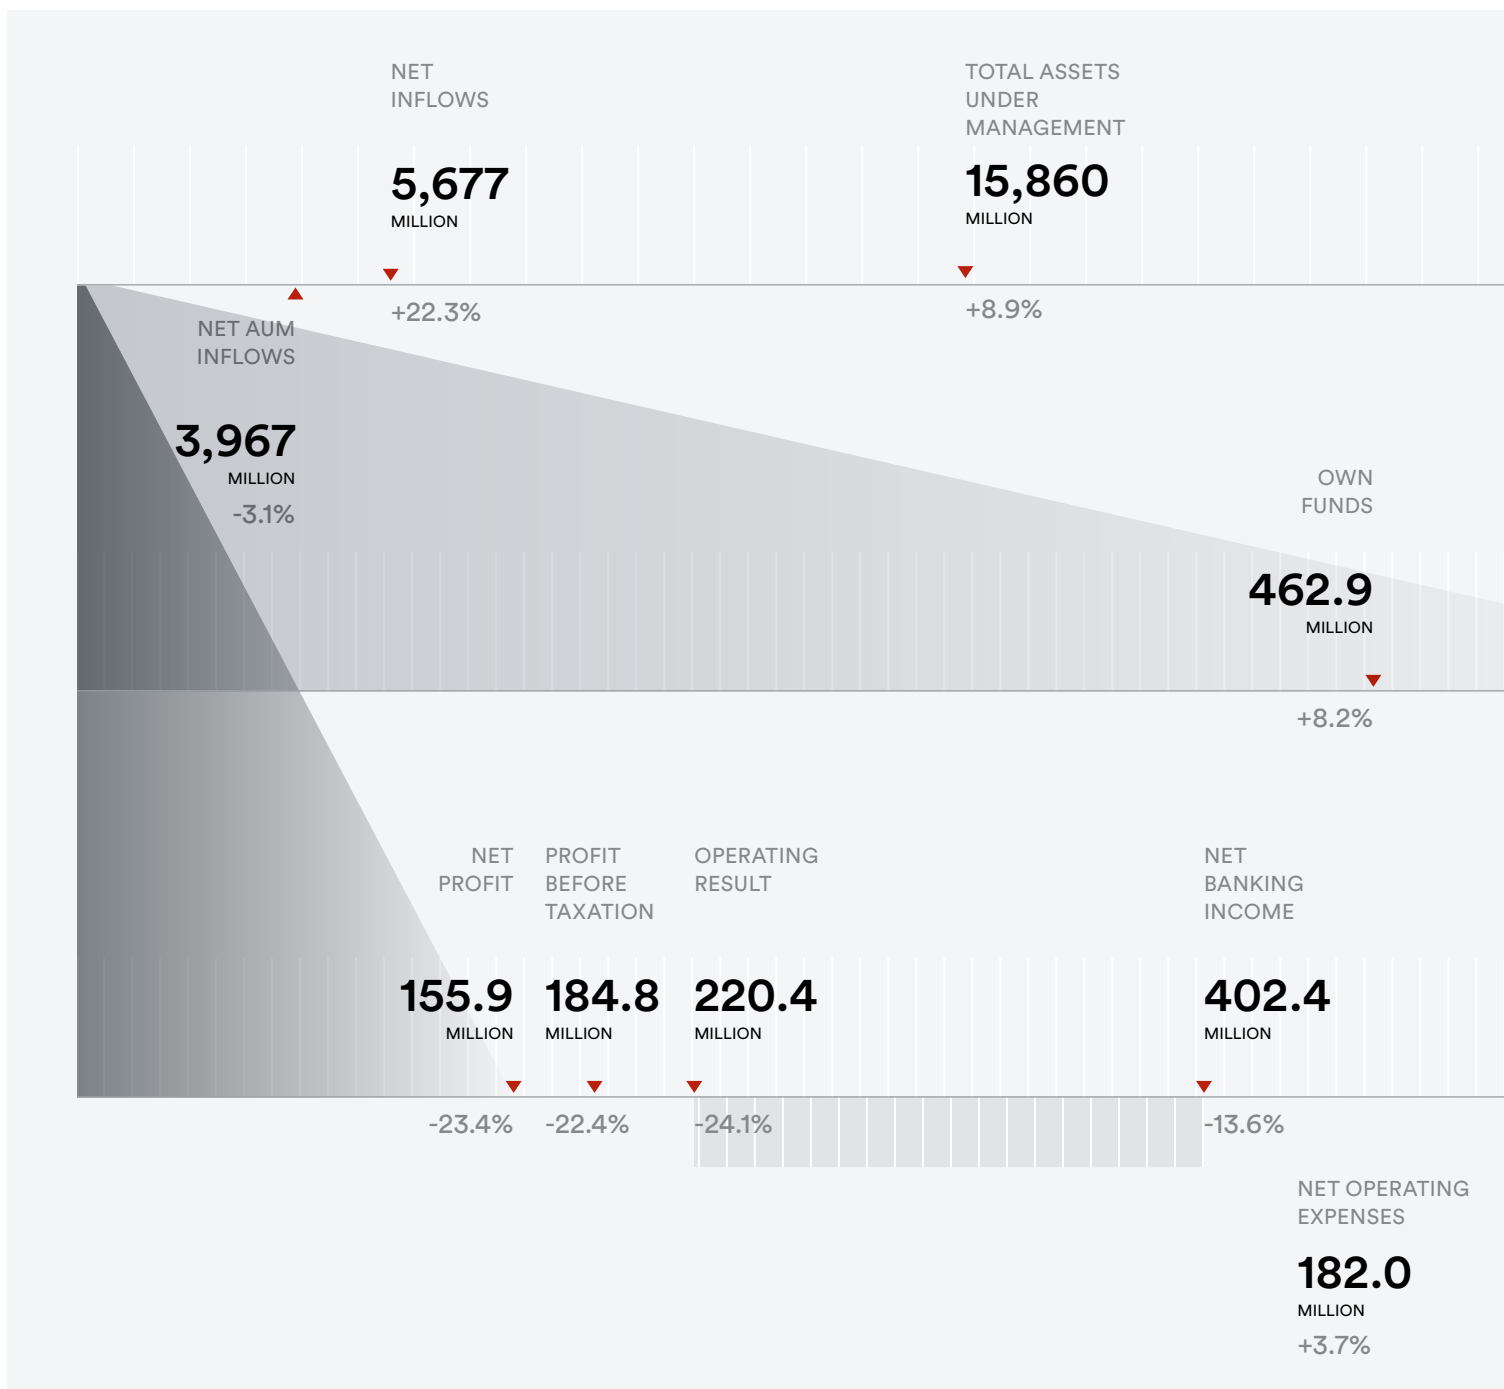 NET
INFLOWS
5,677
MILLION
+22.3%
TOTAL ASSETS
UNDER
MANAGEMENT
15,860
MILLION
+8.9%
NET AUM
INFLOWS
3,967
MILLION
-3.1%
OWN
FUNDS
462.9
MILLION
+8.2%
NET
PROFIT
155.9
MILLION
-23.4%
PROFIT
BEFORE
TAXATION
184.8
MILLION
-22.4%
OPERATING
RESULT
220.4
MILLION
-24.1%
NET
BANKING
INCOME
402.4
MILLION
-13.6%
NET OPERATING
EXPENSES
182.0
MILLION
+3.7%